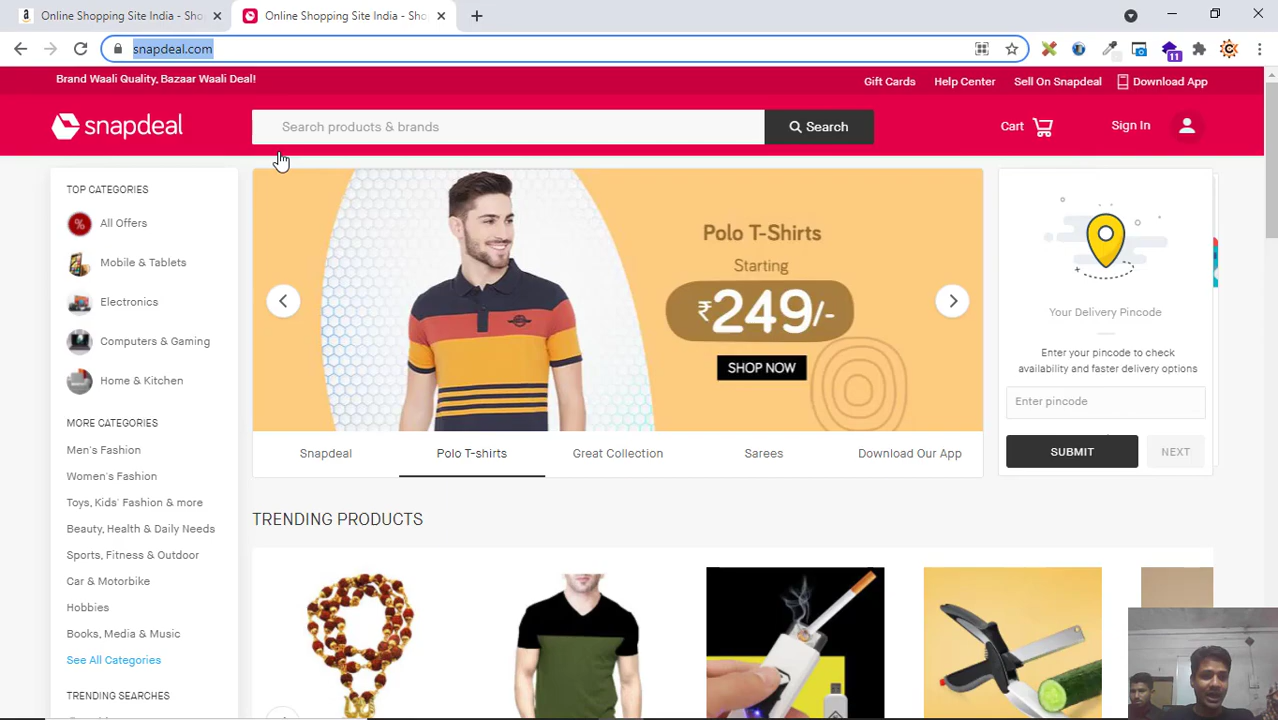 Online Shopping Site India - Sho
Online Shopping Site India - Sho
snapdeal.com
11
Brand Waali Quality, Bazaar Waali Deal!
Gift Cards
Help Center
Sell On Snapdeal
Download App
snapdeal
Search products & brands
Search
Cart
Sign In
TOP CATEGORIES
All Offers
Mobile & Tablets
Electronics
Computers & Gaming
Home & Kitchen
MORE CATEGORIES
Men's Fashion
Women's Fashion
Toys, Kids' Fashion & more
Beauty, Health & Daily Needs
Sports, Fitness & Outdoor
Car & Motorbike
Hobbies
Books, Media & Music
See All Categories
TRENDING SEARCHES
Polo T-Shirts
Starting
₹249/-
SHOP NOW
Snapdeal
Polo T-shirts
Great Collection
Sarees
Download Our App
Your Delivery Pincode
Enter your pincode to check
availability and faster delivery options
Enter pincode
SUBMIT
NEXT
TRENDING PRODUCTS